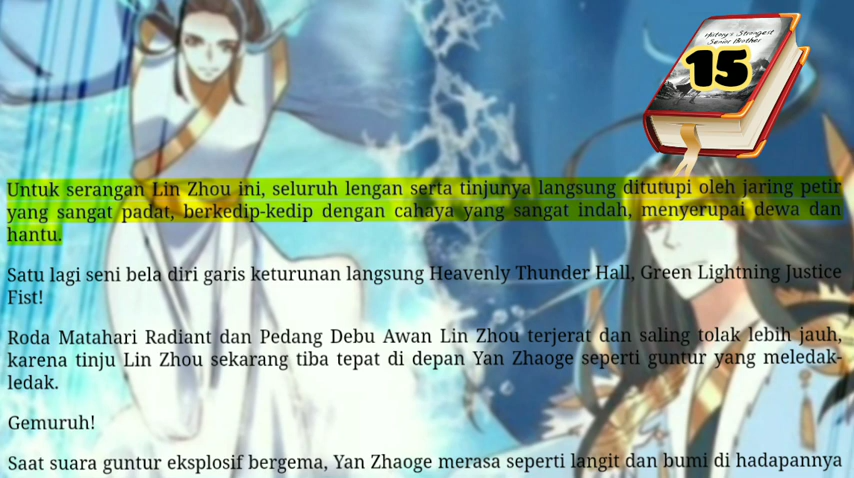 History's Strongest
Senior Brother
15
Untuk serangan Lin Zhou ini, seluruh lengan serta tinjunya langsung ditutupi oleh jaring petir
yang sangat padat, berkedip-kedip dengan cahaya yang sangat indah, menyerupai dewa dan
hantu.
Satu lagi seni bela diri garis keturunan langsung Heavenly Thunder Hall, Green Lightning Justice
Fist!
Roda Matahari Radiant dan Pedang Debu Awan Lin Zhou terjerat dan saling tolak lebih jauh,
karena tinju Lin Zhou sekarang tiba tepat di depan Yan Zhaoge seperti guntur yang meledak-
ledak.
Gemuruh!
Saat suara guntur eksplosif bergema, Yan Zhaoge merasa seperti langit dan bumi di hadapannya